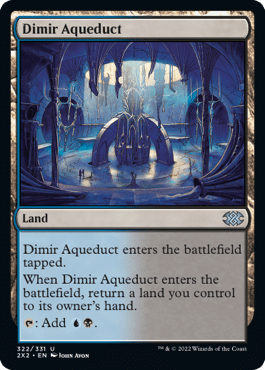 Dimir Aqueduct
Land
Dimir Aqueduct enters the battlefield
tapped.
When Dimir Aqueduct enters the
battlefield, return a land you control
to its owner's hand.
: Add .
322/331 U
2X2 • EN John Avon
™ & © 2022 Wizards of the Coast